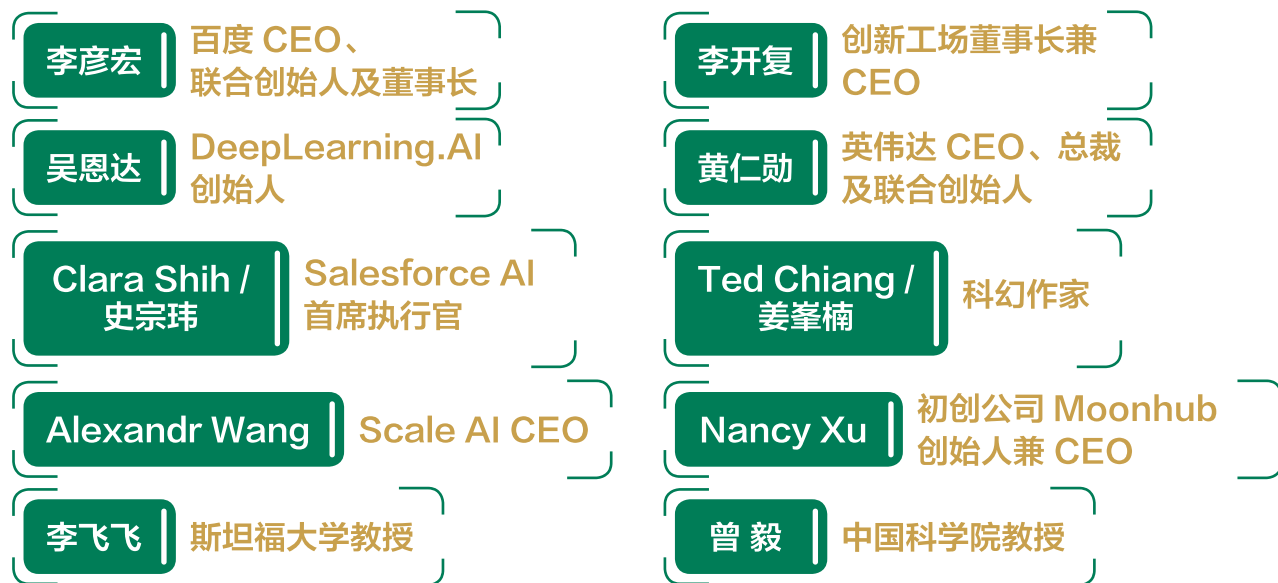 李彦宏
百度 CEO、
联合创始人及董事长
李开复
创新工场董事长兼
CEO
吴恩达
DeepLearning.AI
创始人
黄仁勋
英伟达 CEO、总裁
及联合创始人
Clara Shih /
史宗玮
Salesforce AI
首席执行官
Ted Chiang /
姜峯楠
科幻作家
Alexandr Wang
Scale AI CEO
Nancy Xu
初创公司 Moonhub
创始人兼 CEO
李飞飞
斯坦福大学教授
曾 毅
中国科学院教授